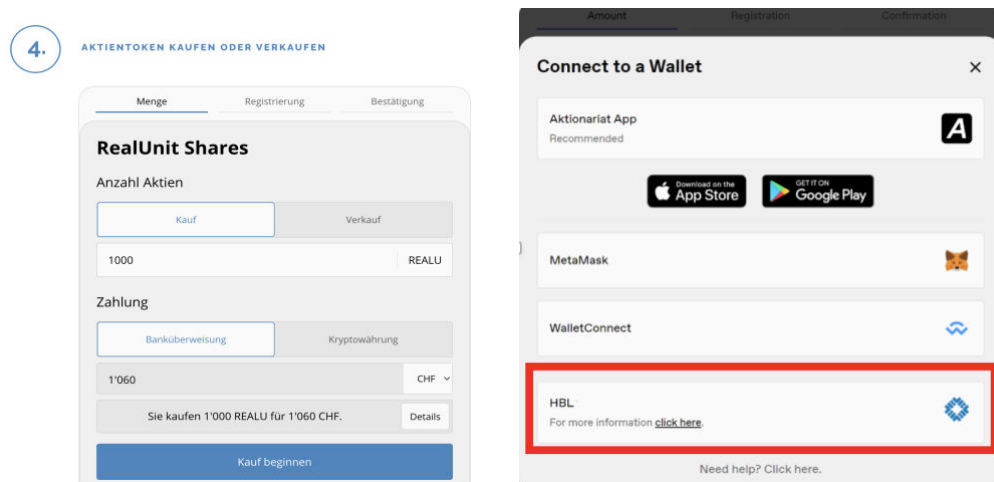 4.
AKTIENTOKEN KAUFEN ODER VERKAUFEN
Menge Registrierung Bestätigung
RealUnit Shares
Anzahl Aktien
Kauf Verkauf
1000 REALU
Zahlung
Banküberweisung Kryptowährung
1'060 CHF
Sie kaufen 1'000 REALU für 1'060 CHF. Details
Kauf beginnen
Amount Registration Confirmation
Connect to a Wallet
Aktionariat App
Recommended
A
Download on the
App Store
GET IT ON
Google Play
MetaMask
WalletConnect
HBL
For more information click here.
Need help? Click here.